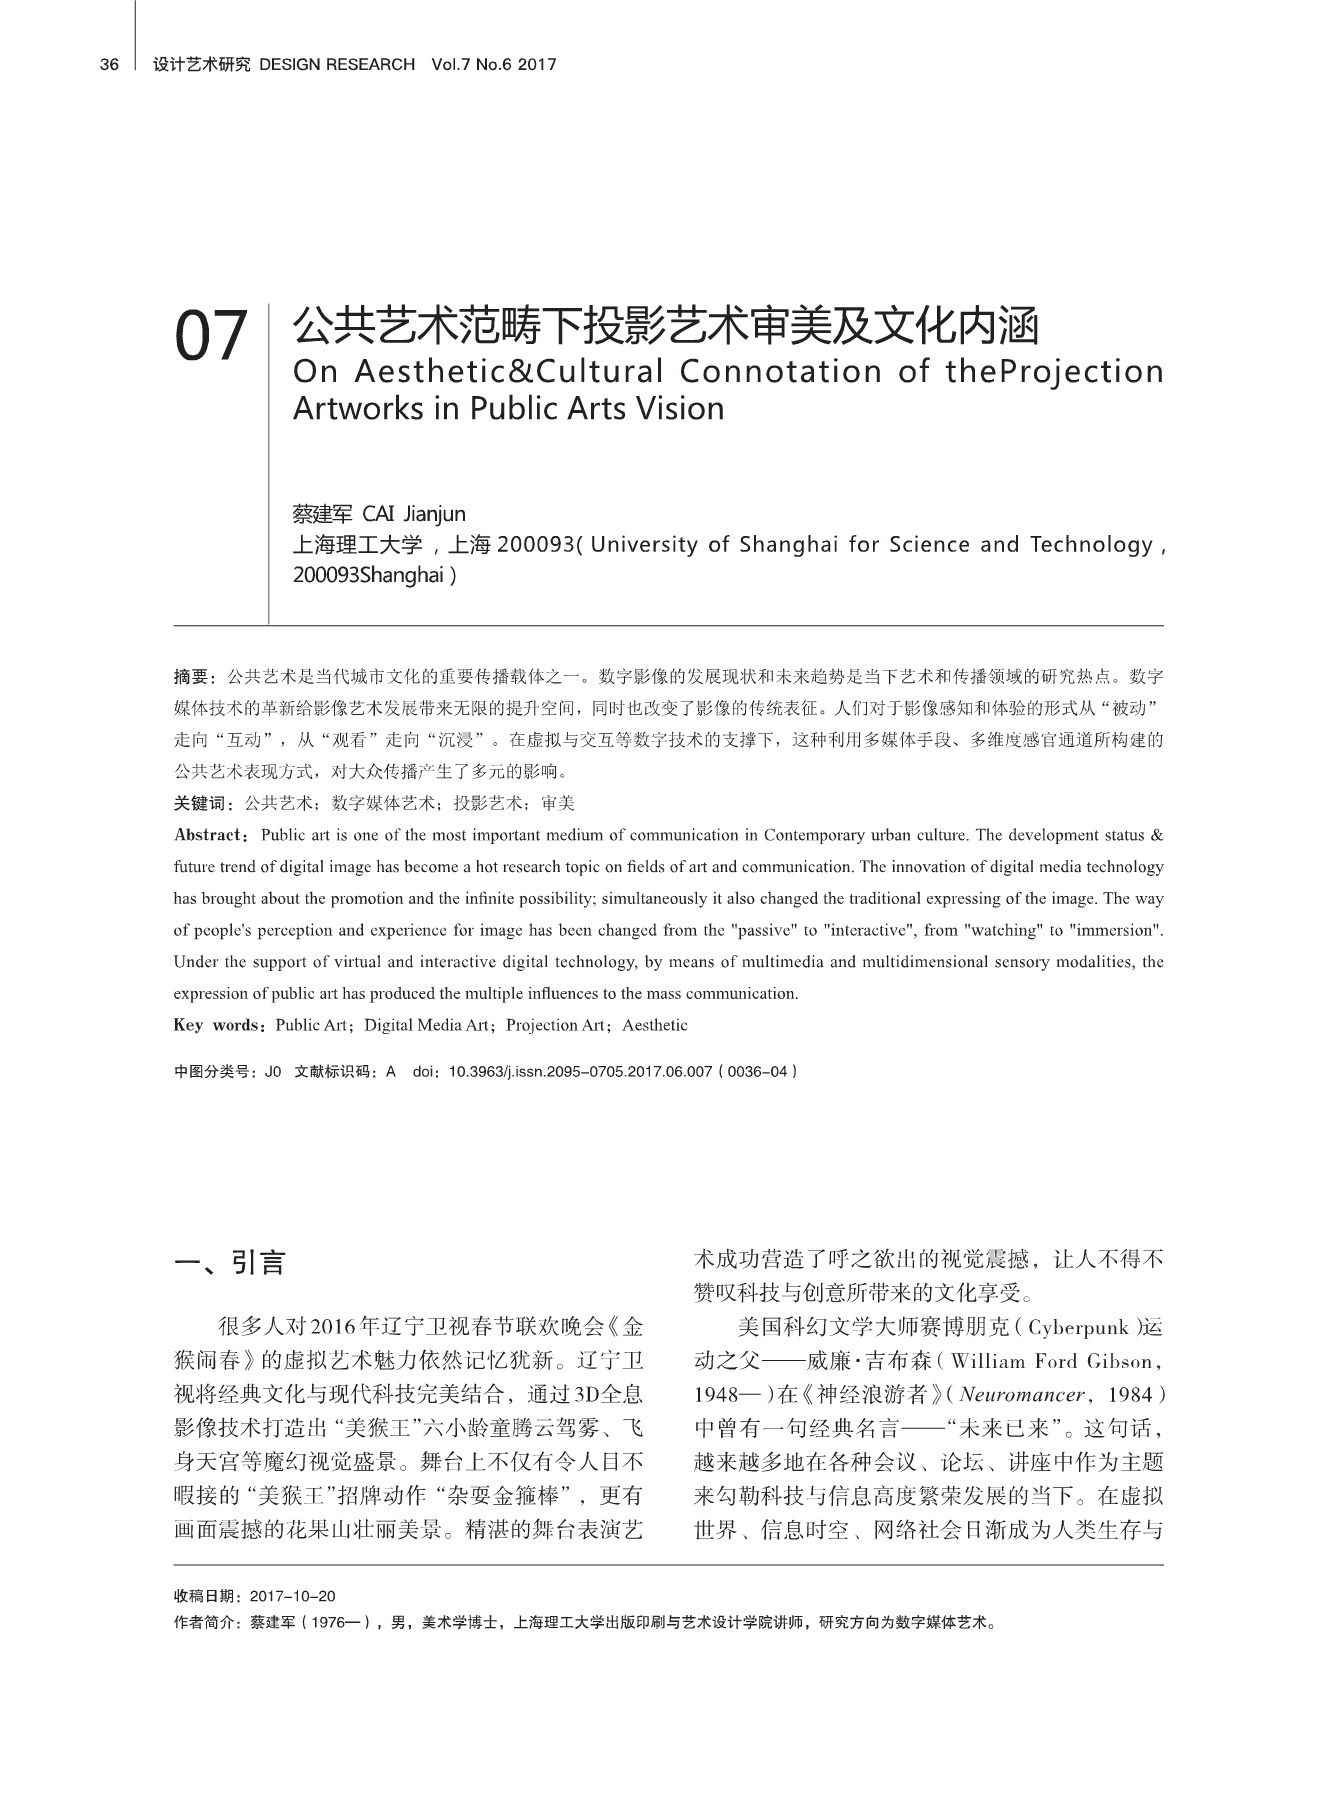 36 设计艺术研究 DESIGN RESEARCH Vol.7 No.6 2017
07
公共艺术范畴下投影艺术审美及文化内涵
On Aesthetic&Cultural Connotation of theProjection
Artworks in Public Arts Vision
蔡建军 CAI Jianjun
上海理工大学，上海 200093( University of Shanghai for Science and Technology，
200093Shanghai )
摘要：公共艺术是当代城市文化的重要传播载体之一。数字影像的发展现状和未来趋势是当下艺术和传播领域的研究热点。数字
媒体技术的革新给影像艺术发展带来无限的提升空间，同时也改变了影像的传统表征。人们对于影像感知和体验的形式从“被动”
走向“互动”，从“观看”走向“沉浸”。在虚拟与交互等数字技术的支撑下，这种利用多媒体手段、多维度感官通道所构建的
公共艺术表现方式，对大众传播产生了多元的影响。
关键词：公共艺术；数字媒体艺术；投影艺术；审美
Abstract：Public art is one of the most important medium of communication in Contemporary urban culture. The development status &
future trend of digital image has become a hot research topic on fields of art and communication. The innovation of digital media technology
has brought about the promotion and the infinite possibility; simultaneously it also changed the traditional expressing of the image. The way
of people's perception and experience for image has been changed from the "passive" to "interactive", from "watching" to "immersion".
Under the support of virtual and interactive digital technology, by means of multimedia and multidimensional sensory modalities, the
expression of public art has produced the multiple influences to the mass communication.
Key words：Public Art；Digital Media Art；Projection Art；Aesthetic
中图分类号：J0 文献标识码：A doi：10.3963/j.issn.2095-0705.2017.06.007（0036-04）
一、引言
很多人对2016年辽宁卫视春节联欢晚会《金
猴闹春》的虚拟艺术魅力依然记忆犹新。辽宁卫
视将经典文化与现代科技完美结合，通过3D全息
影像技术打造出“美猴王”六小龄童腾云驾雾、飞
身天宫等魔幻视觉盛景。舞台上不仅有令人目不
暇接的“美猴王”招牌动作“杂耍金箍棒”，更有
画面震撼的花果山壮丽美景。精湛的舞台表演艺
术成功营造了呼之欲出的视觉震撼，让人不得不
赞叹科技与创意所带来的文化享受。
美国科幻文学大师赛博朋克（Cyberpunk）运
动之父——威廉·吉布森（William Ford Gibson，
1948—）在《神经浪游者》（Neuromancer，1984）
中曾有一句经典名言——“未来已来”。这句话，
越来越多地在各种会议、论坛、讲座中作为主题
来勾勒科技与信息高度繁荣发展的当下。在虚拟
世界、信息时空、网络社会日渐成为人类生存与
收稿日期：2017-10-20
作者简介：蔡建军（1976—），男，美术学博士，上海理工大学出版印刷与艺术设计学院讲师，研究方向为数字媒体艺术。